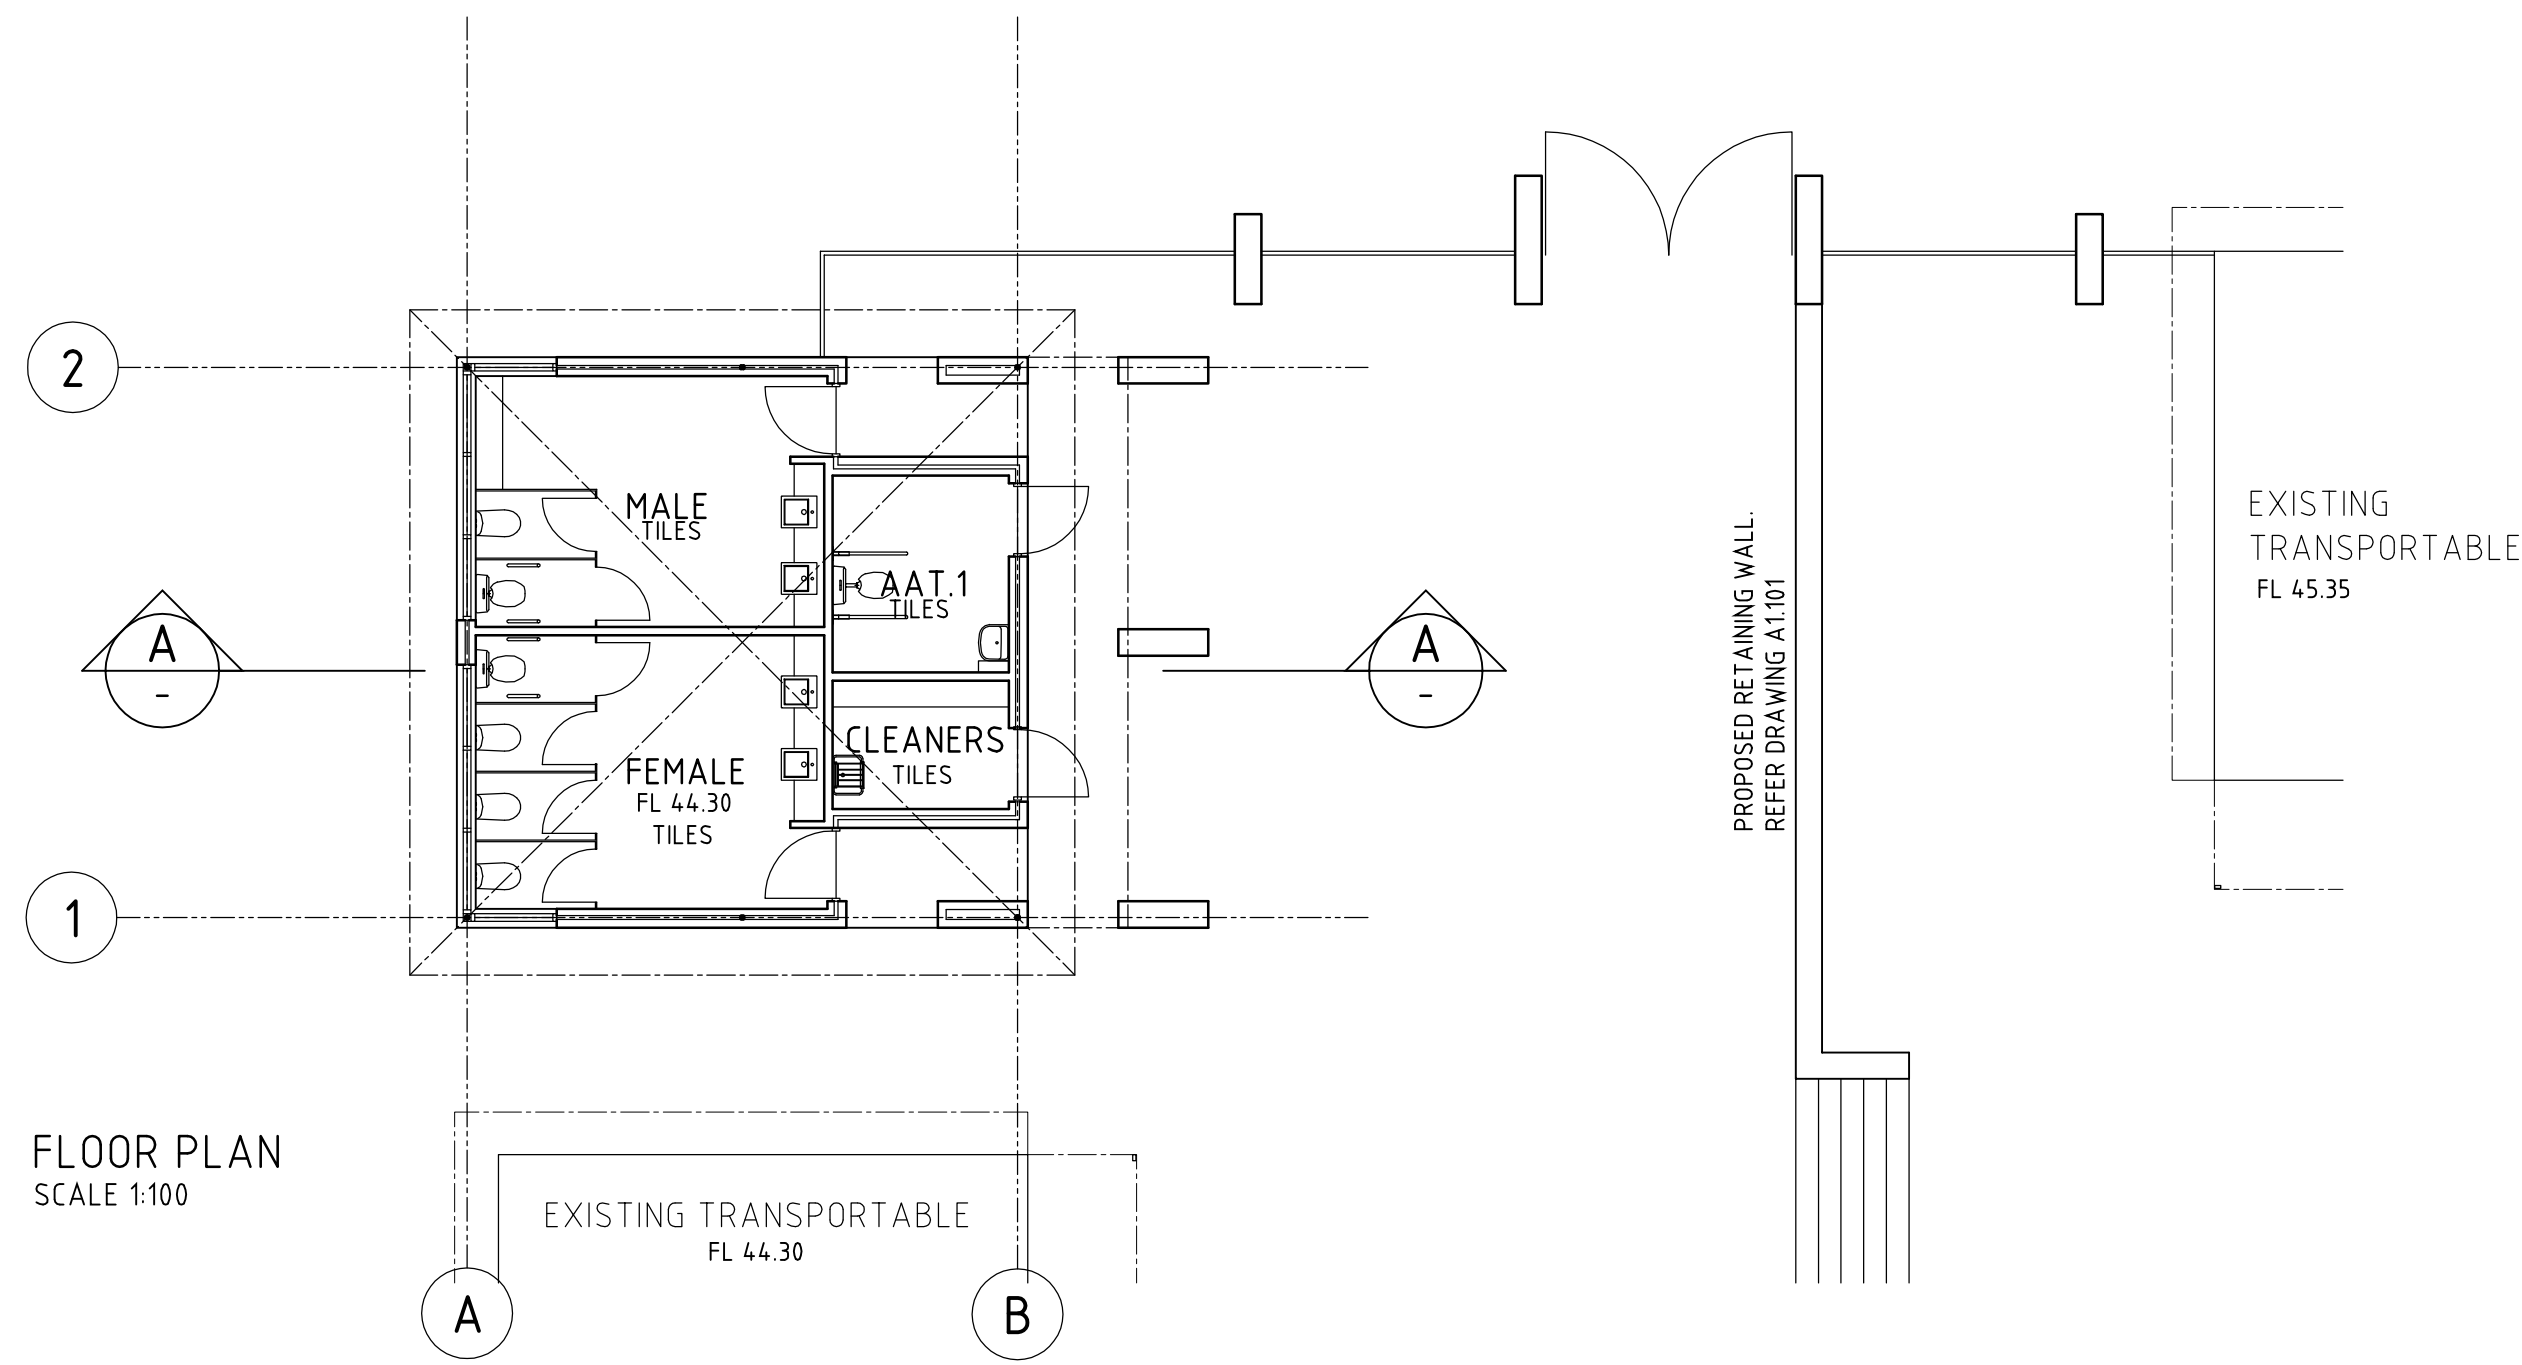 2
MALE
TILES
EXISTING
TRANSPORTABLE
FL 45.35
AAT.1
TILES
A
-
A
-
PROPOSED RETAINING WALL.
REFER DRAWING A1.101
CLEANERS
TILES
FEMALE
FL 44.30
TILES
1
FLOOR PLAN
SCALE 1:100
EXISTING TRANSPORTABLE
FL 44.30
A
B